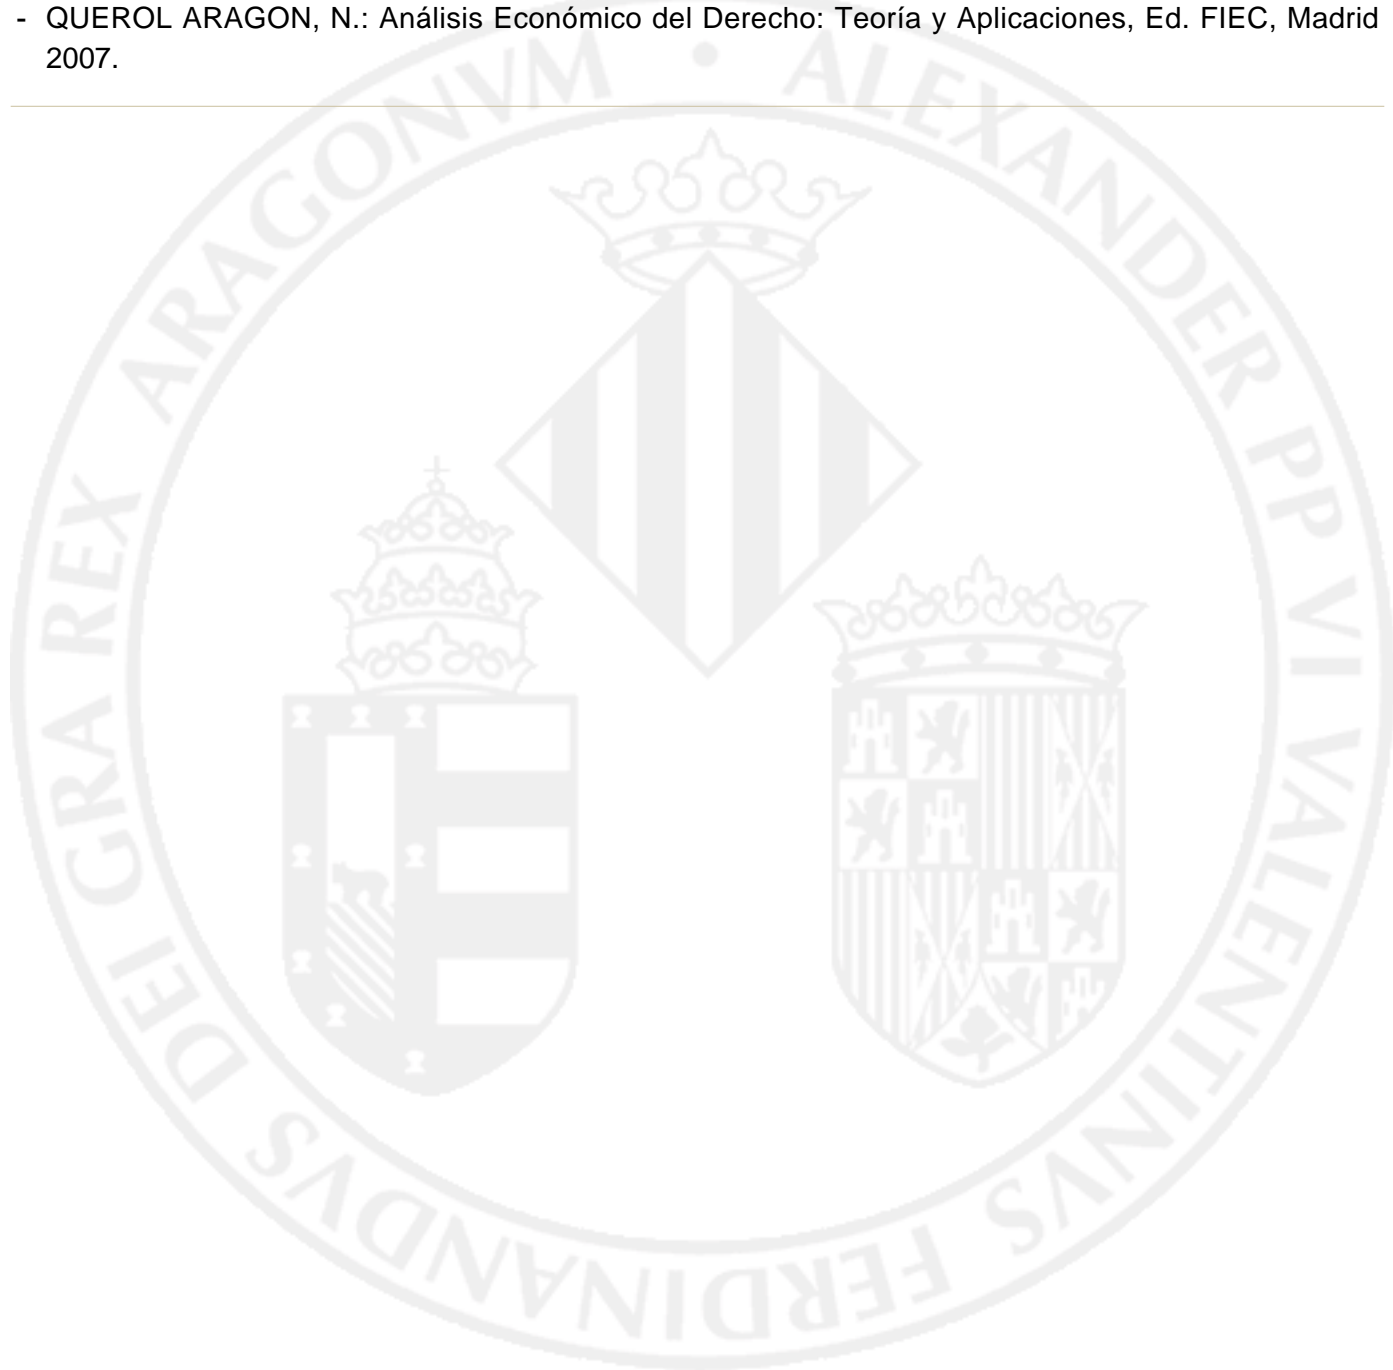 - QUEROL ARAGON, N.: Análisis Económico del Derecho: Teoría y Aplicaciones, Ed. FIEC, Madrid
2007.
ALEXANDER PP VI VALENTINVS FERDINANDVS DEI GRA REX ARAGONVM